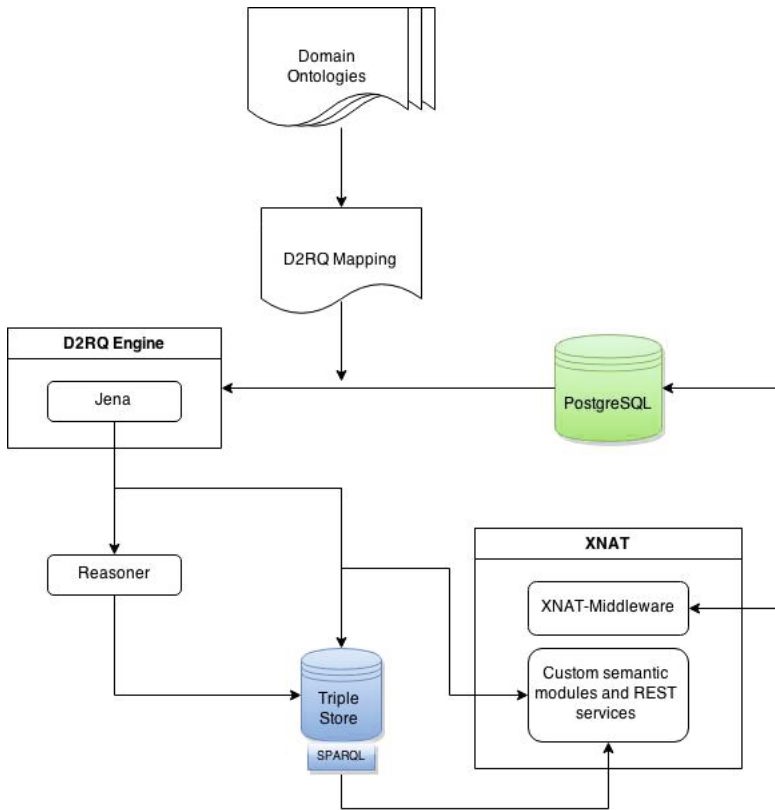 Domain
Ontologies
D2RQ Mapping
D2RQ Engine
Jena
PostgreSQL
Reasoner
XNAT
XNAT-Middleware
Custom semantic
modules and REST
services
Triple
Store
SPARQL